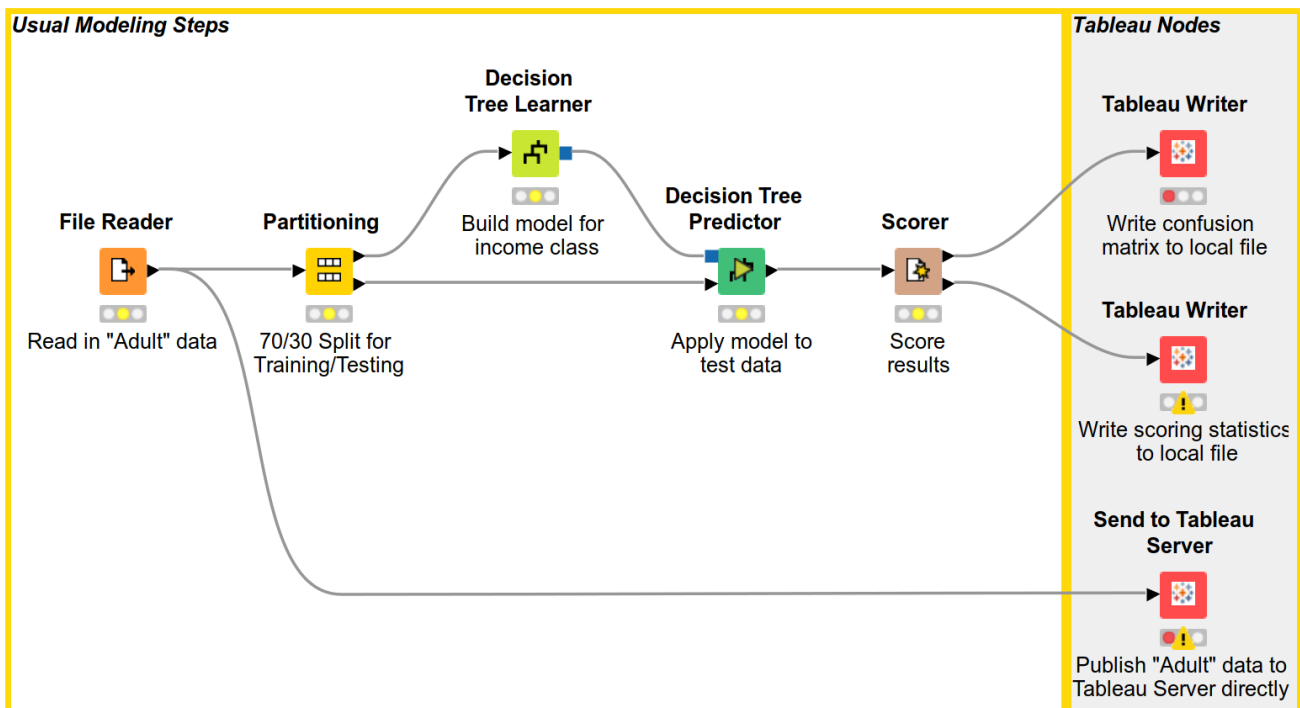 Usual Modeling Steps
Tableau Nodes
Decision
Tree Learner
Build model for
income class
File Reader
Read in "Adult" data
Partitioning
70/30 Split for
Training/Testing
Decision Tree
Predictor
Apply model to
test data
Scorer
Score
results
Tableau Writer
Write confusion
matrix to local file
Tableau Writer
!
Write scoring statistics
to local file
Send to Tableau
Server
!
Publish "Adult" data to
Tableau Server directly